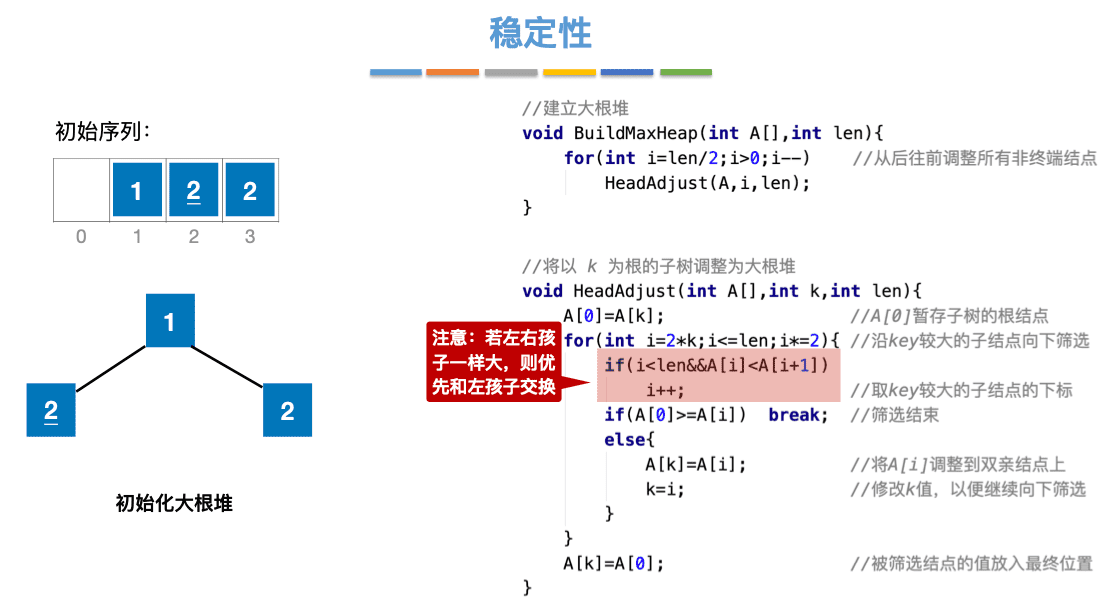 稳定性
初始序列：
1 2 2
0 1 2 3
1
2 2
初始化大根堆
//建立大根堆
void BuildMaxHeap(int A[],int len){
for(int i=len/2;i>0;i--) //从后往前调整所有非终端结点
HeadAdjust(A,i,len);
}
//将以 k 为根的子树调整为大根堆
void HeadAdjust(int A[],int k,int len){
A[0]=A[k]; //A[0]暂存子树的根结点
for(int i=2*k;i<=len;i*=2){ //沿key较大的子结点向下筛选
if(i<len&&A[i]<A[i+1])
i++; //取key较大的子结点的下标
if(A[0]>=A[i]) break; //筛选结束
else{
A[k]=A[i]; //将A[i]调整到双亲结点上
k=i; //修改k值，以便继续向下筛选
}
}
A[k]=A[0]; //被筛选结点的值放入最终位置
}
注意：若左右孩
子一样大，则优
先和左孩子交换